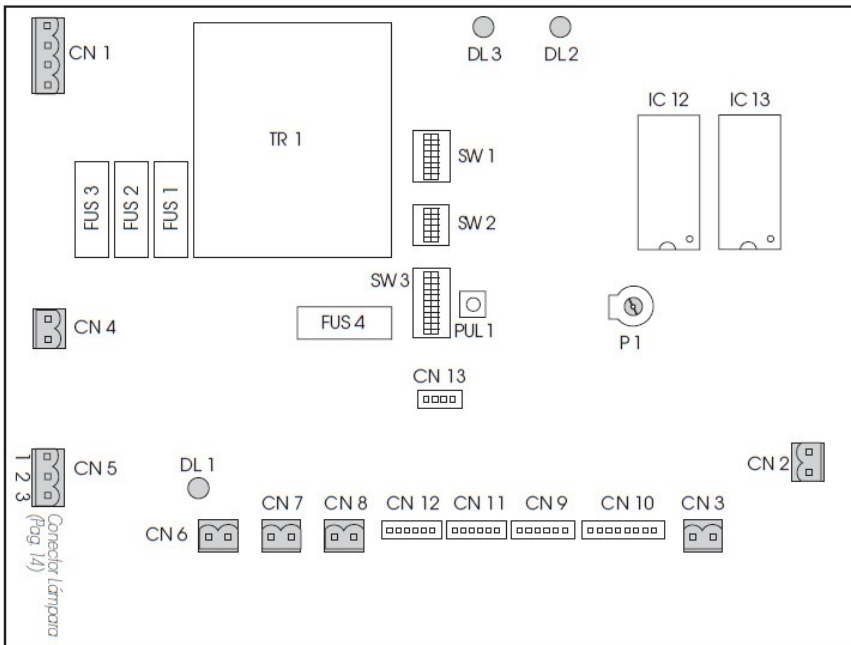 CN 1
DL 3
DL 2
IC 12
IC 13
TR 1
SW 1
FUS 3
FUS 2
FUS 1
SW 2
SW 3
CN 4
FUS 4
PUL 1
P 1
CN 13
1
2
3
CN 5
DL 1
CN 2
CN 6
CN 7
CN 8
CN 12
CN 11
CN 9
CN 10
CN 3
Conector Lámpara
(Pag. 14)